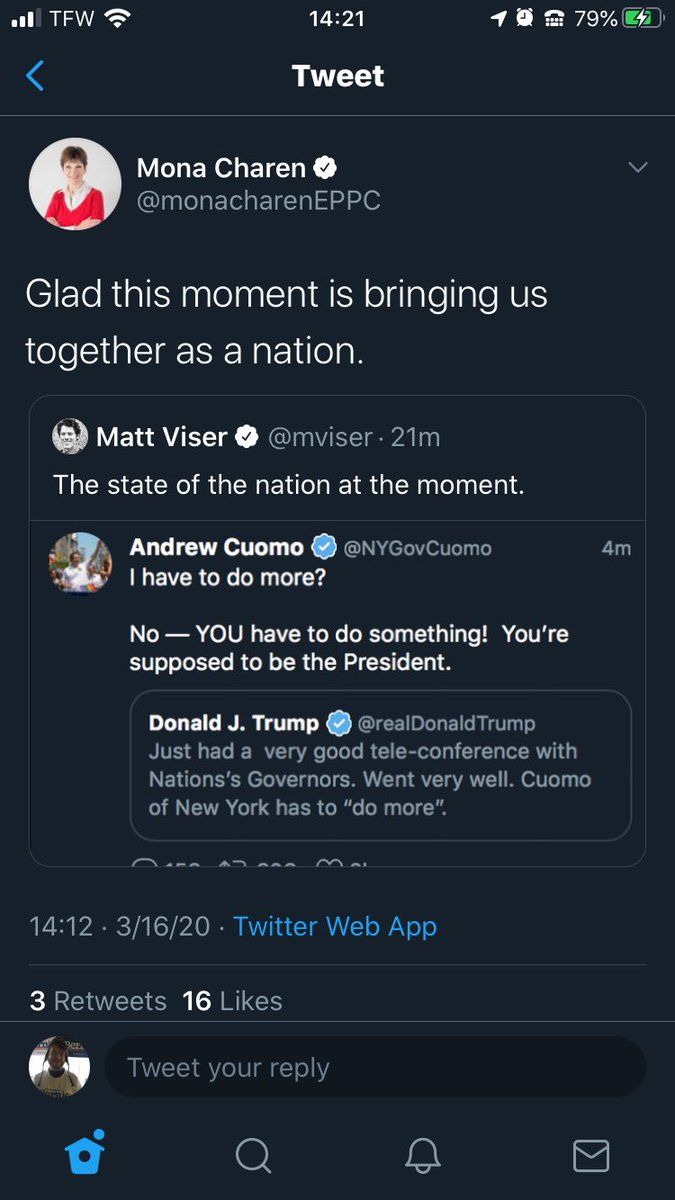 TFW 14:21 79%
Tweet
Mona Charen
@monacharenEPPC
Glad this moment is bringing us
together as a nation.
Matt Viser @mviser · 21m
The state of the nation at the moment.
Andrew Cuomo @NYGovCuomo 4m
I have to do more?
No — YOU have to do something! You're
supposed to be the President.
Donald J. Trump @realDonaldTrump
Just had a very good tele-conference with
Nations's Governors. Went very well. Cuomo
of New York has to “do more”.
14:12 · 3/16/20 · Twitter Web App
3 Retweets 16 Likes
Tweet your reply